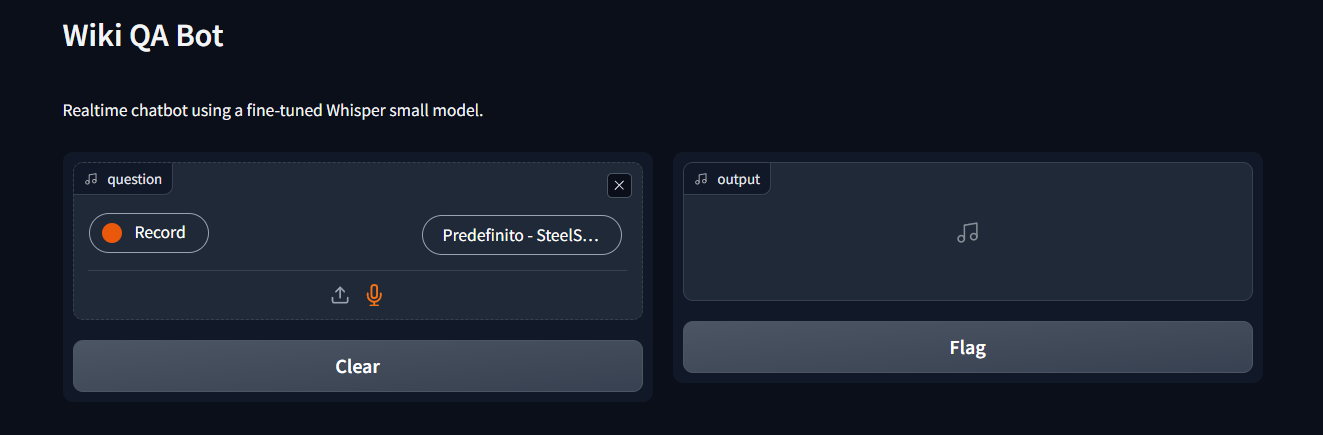 Wiki QA Bot
Realtime chatbot using a fine-tuned Whisper small model.
question
Record
Predefinito - SteelS...
Clear
output
Flag